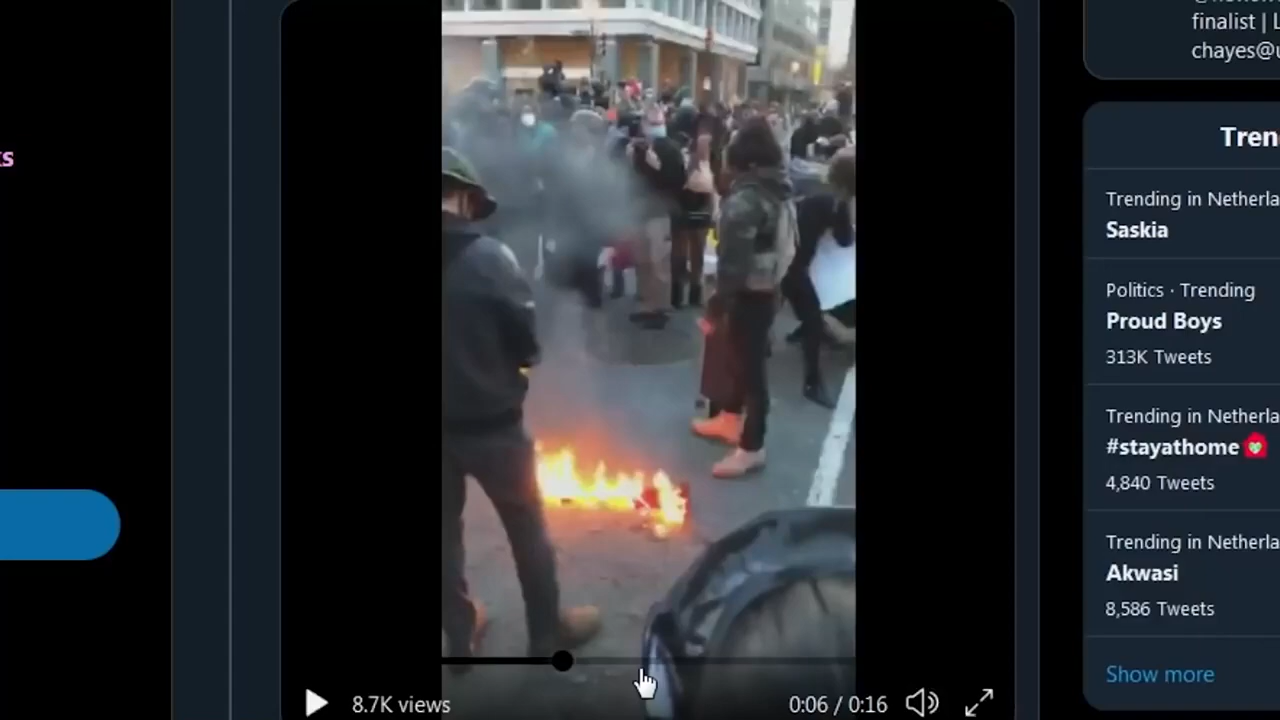 finalist | L
chayes@u
ts
Tren
Trending in Netherla
Saskia
Politics · Trending
Proud Boys
313K Tweets
Trending in Netherla
#stayathome
4,840 Tweets
Trending in Netherla
Akwasi
8,586 Tweets
Show more
8.7K views
0:06 / 0:16